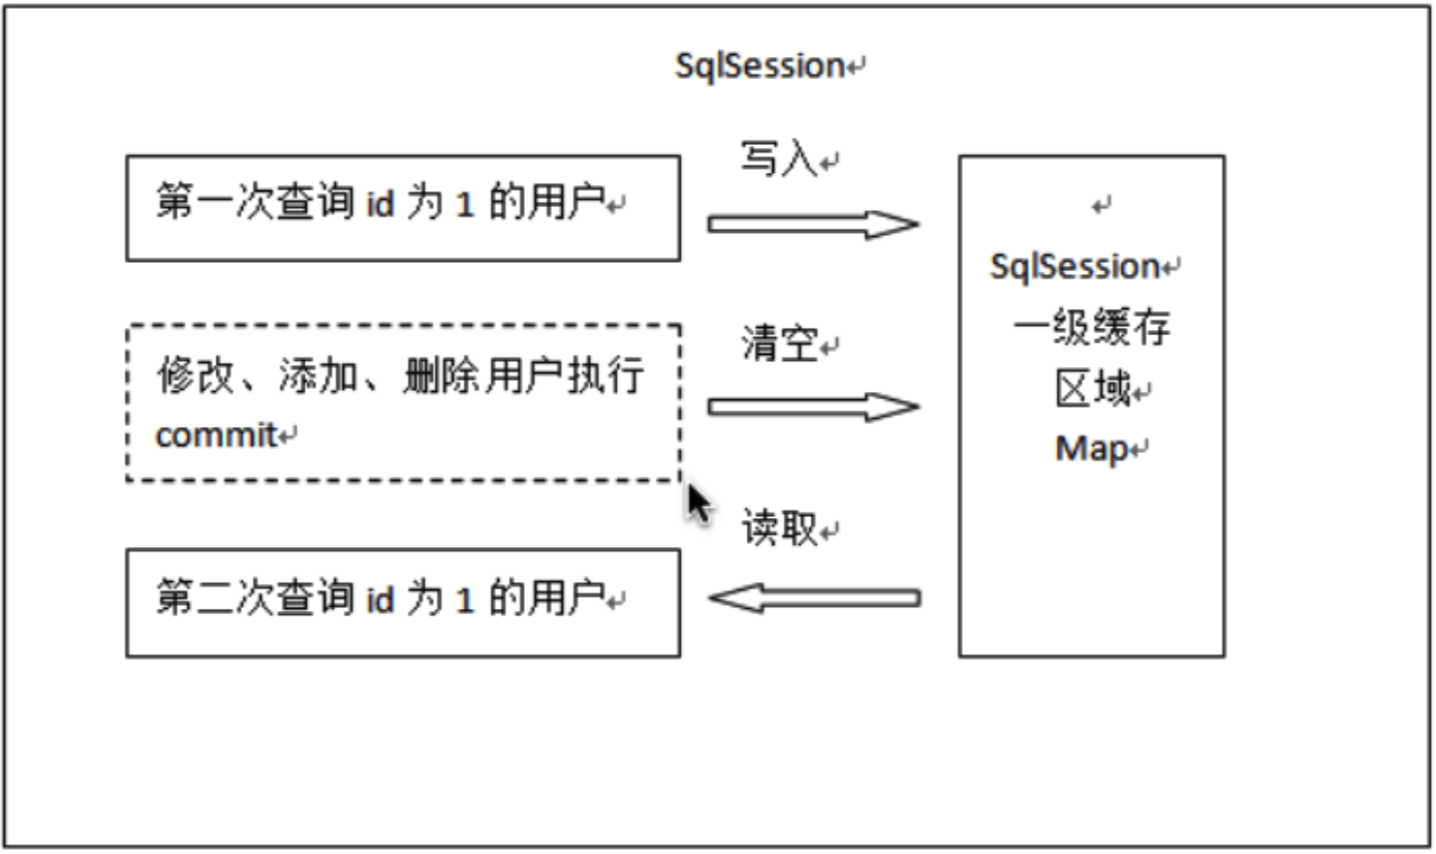 SqlSession
第一次查询 id 为 1 的用户
写入
修改、添加、删除用户执行
commit
清空
第二次查询 id 为 1 的用户
读取
SqlSession
一级缓存
区域
Map